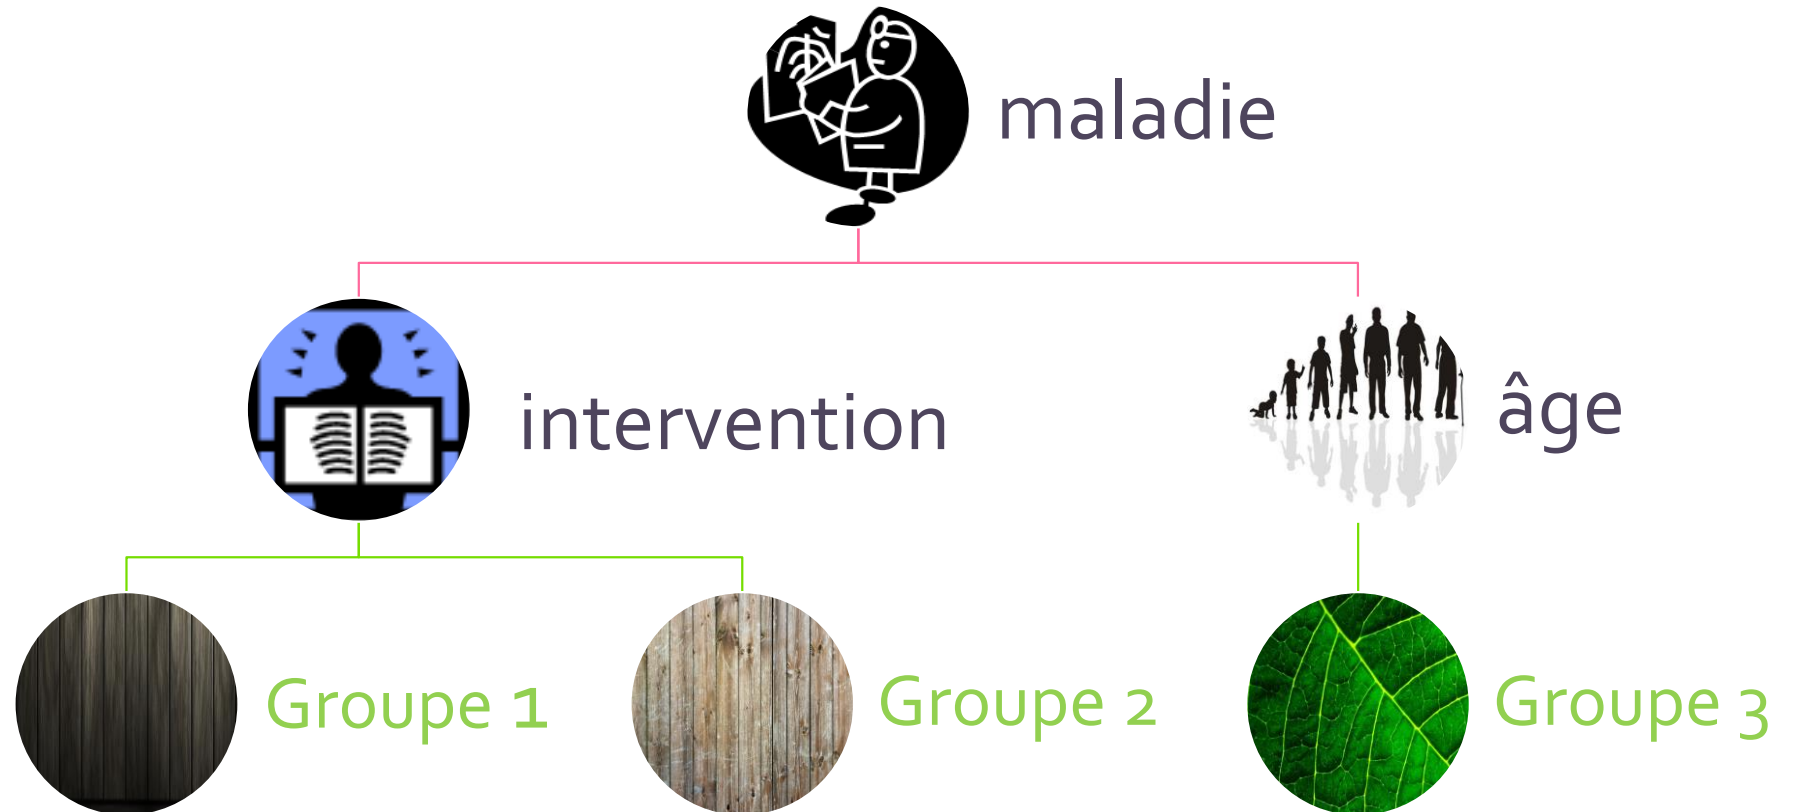 maladie
intervention
âge
Groupe 1
Groupe 2
Groupe 3